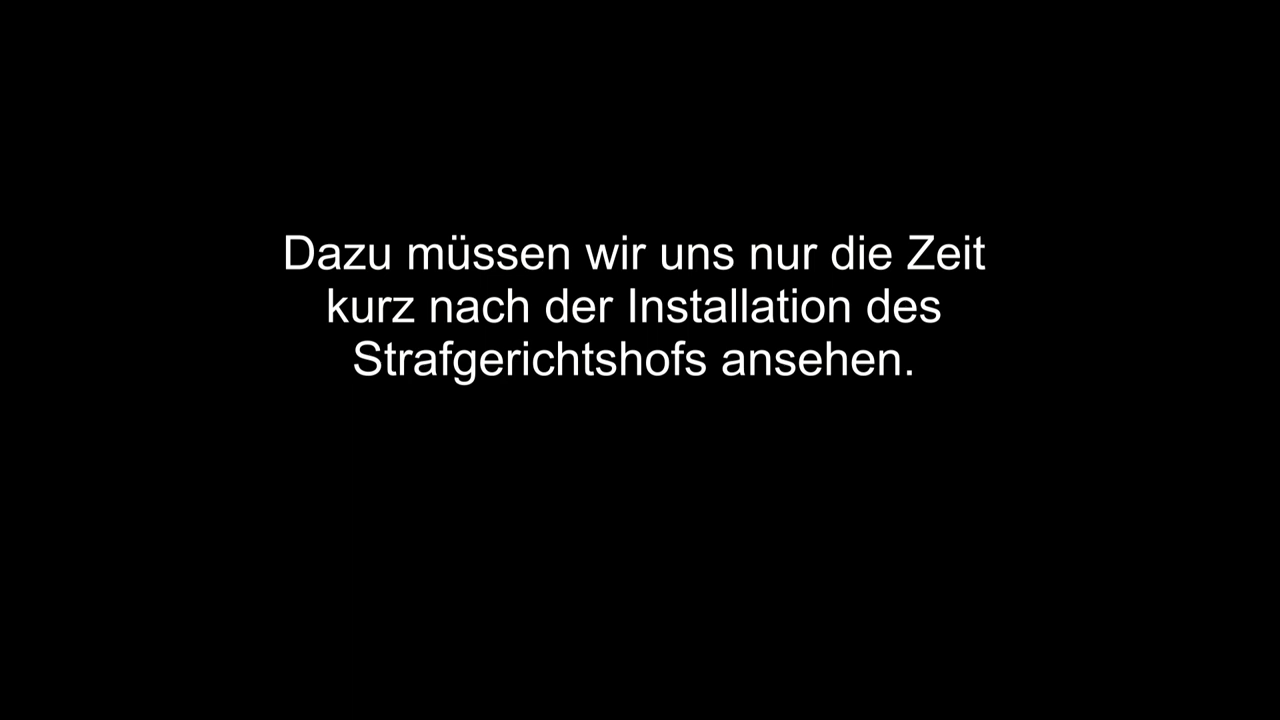 Dazu müssen wir uns nur die Zeit
kurz nach der Installation des
Strafgerichtshofs ansehen.